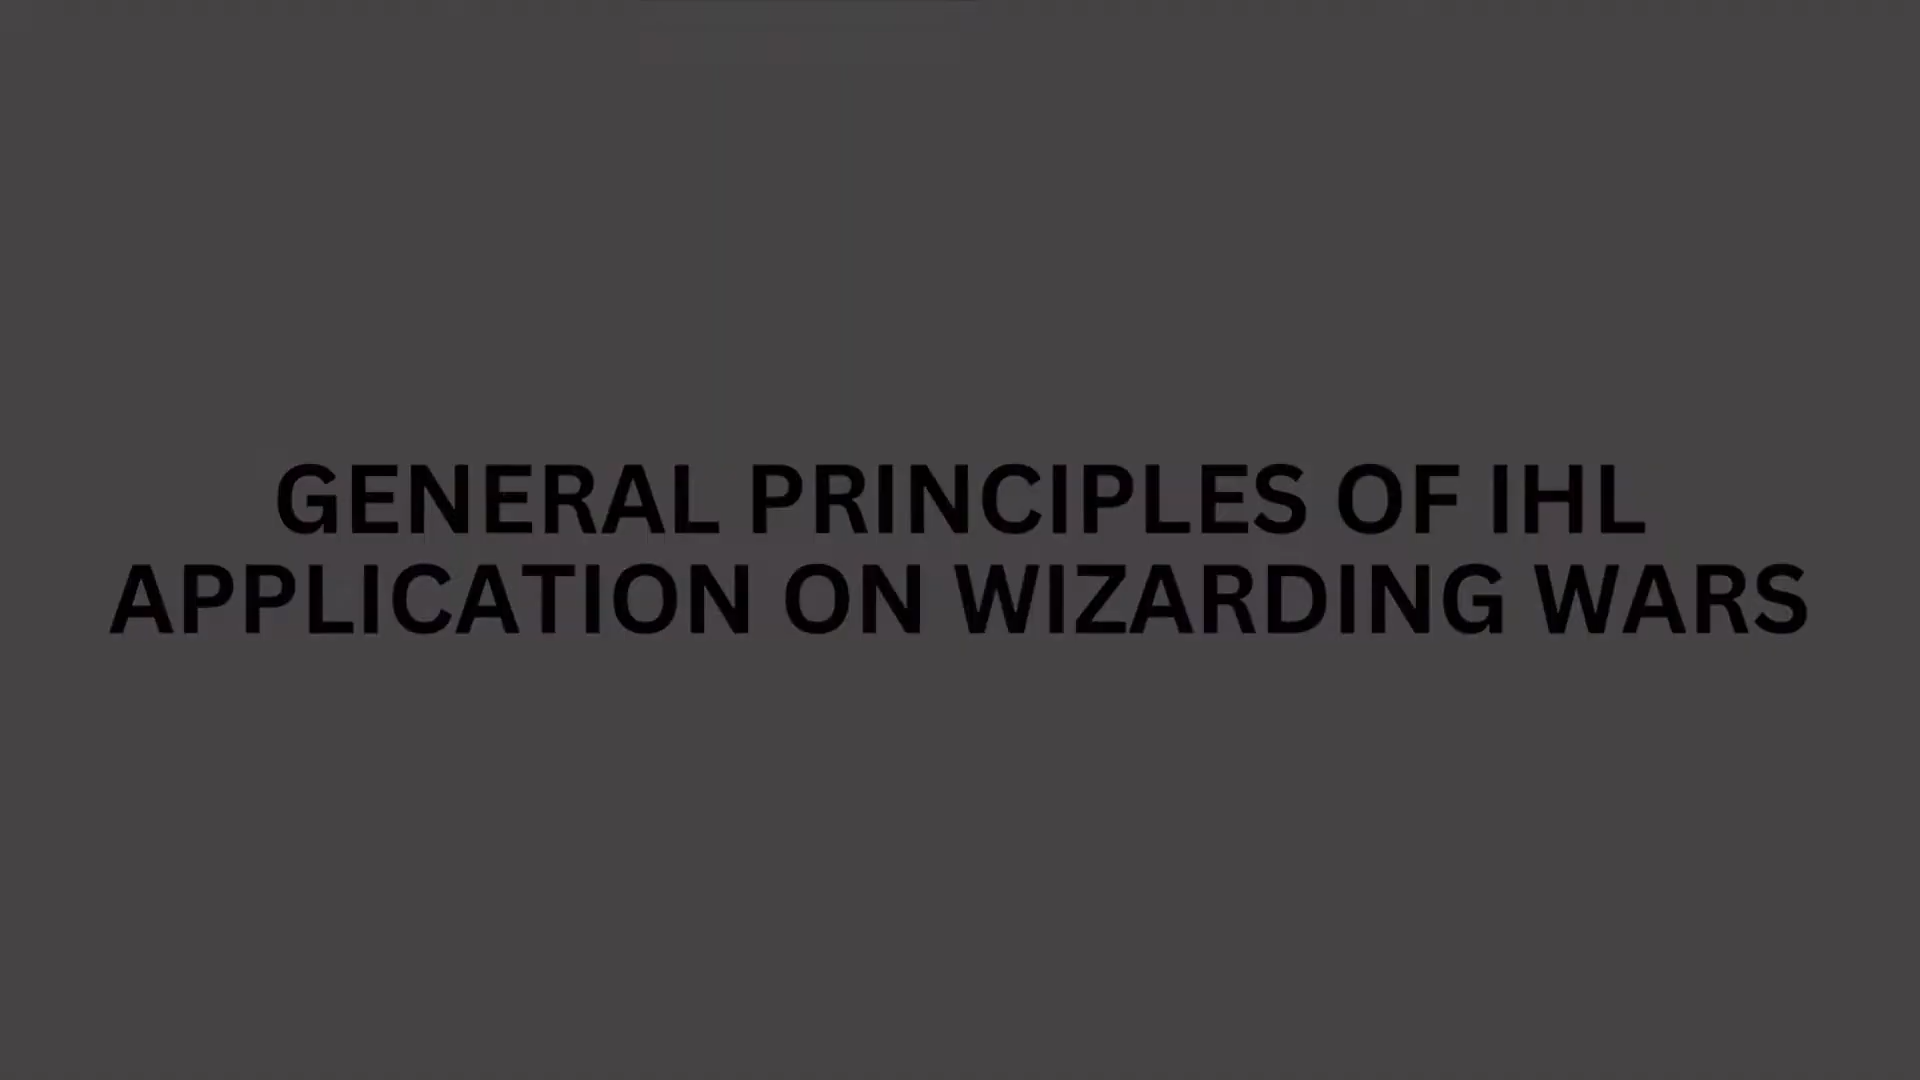 GENERAL PRINCIPLES OF IHL
APPLICATION ON WIZARDING WARS